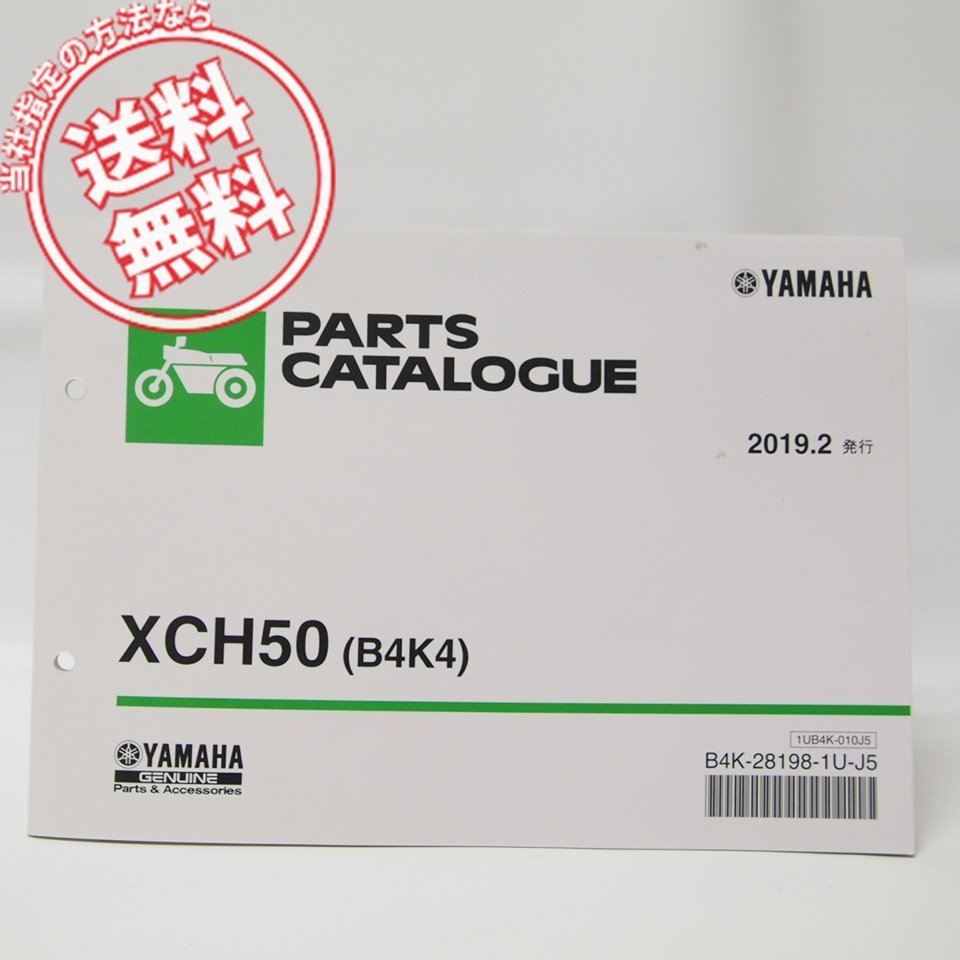 当社指定の方法なら
送料
無料
YAMAHA
PARTS
CATALOGUE
2019.2 発行
XCH50 (B4K4)
YAMAHA
GENUINE
Parts & Accessories
1UB4K-010J5
B4K-28198-1U-J5